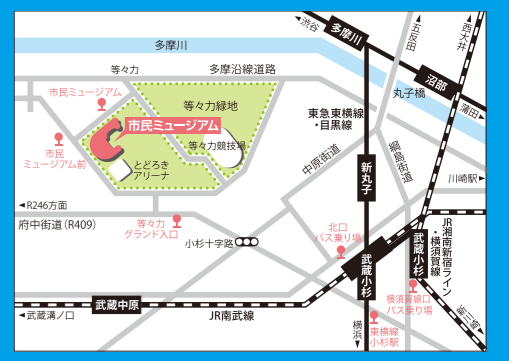 渋谷
多摩川
五反田
西大井
多摩川
等々力
多摩沿線道路
沼部
丸子橋
蒲田
市民ミュージアム
等々力緑地
東急東横線
・目黒線
市民ミュージアム
市民
ミュージアム前
等々力競技場
とどろき
アリーナ
中原街道
綱島街道
新丸子
川崎駅
R246方面
府中街道(R409)
等々力
グランド入口
小杉十字路
北口
バス乗り場
武蔵小杉
武蔵小杉
JR湘南新宿ライン
・横須賀線
武蔵中原
武蔵溝ノ口
JR南武線
横須賀線口
バス乗り場
新川崎
横浜
東横線
小杉駅